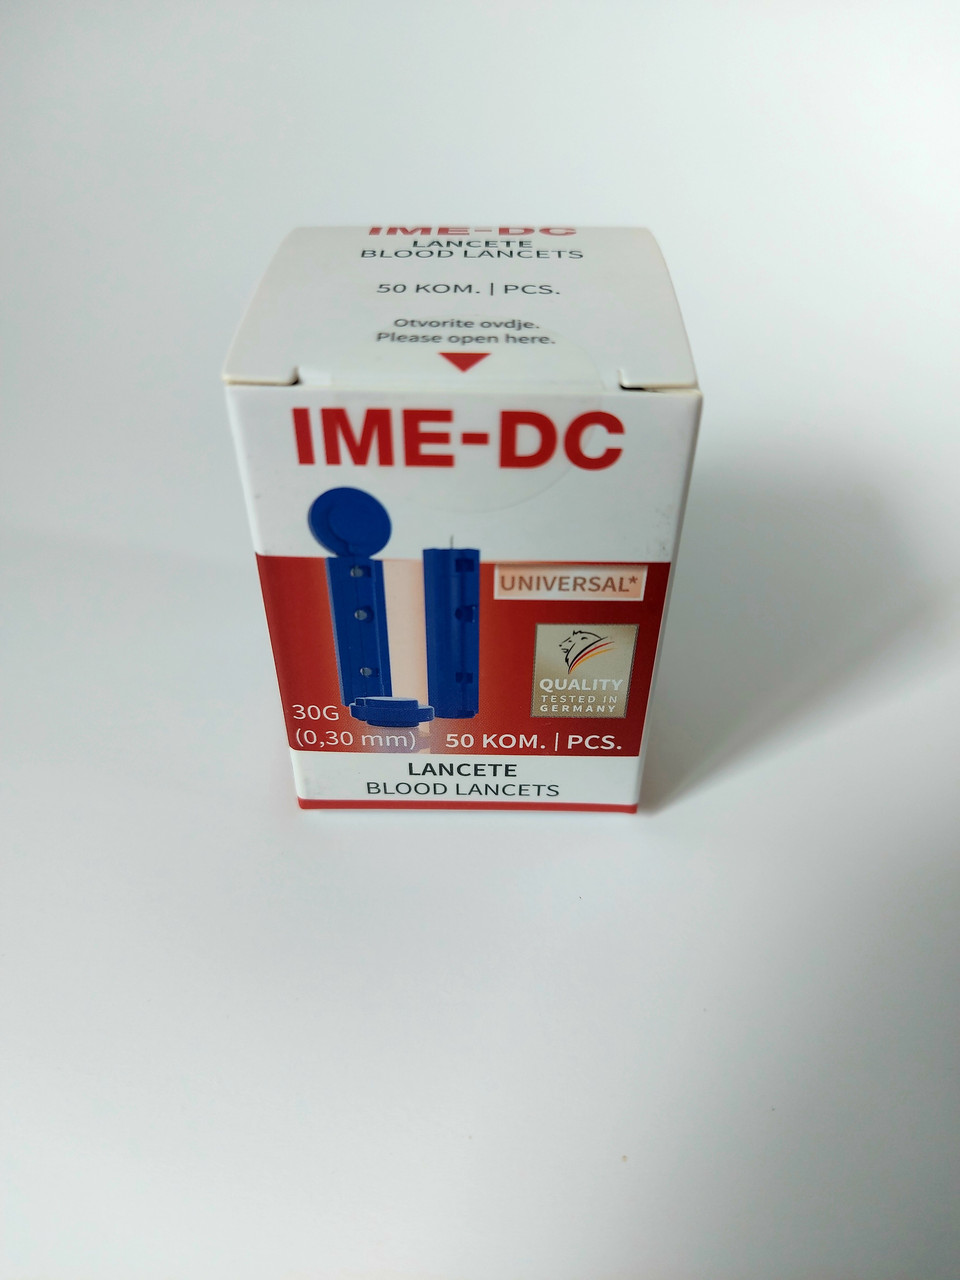 IME-DC
LANCETE
BLOOD LANCETS
50 KOM. | PCS.
Otvorite ovdje.
Please open here.
IME-DC
UNIVERSAL*
QUALITY
TESTED IN
GERMANY
30G
(0,30 mm)
50 KOM. | PCS.
LANCETE
BLOOD LANCETS